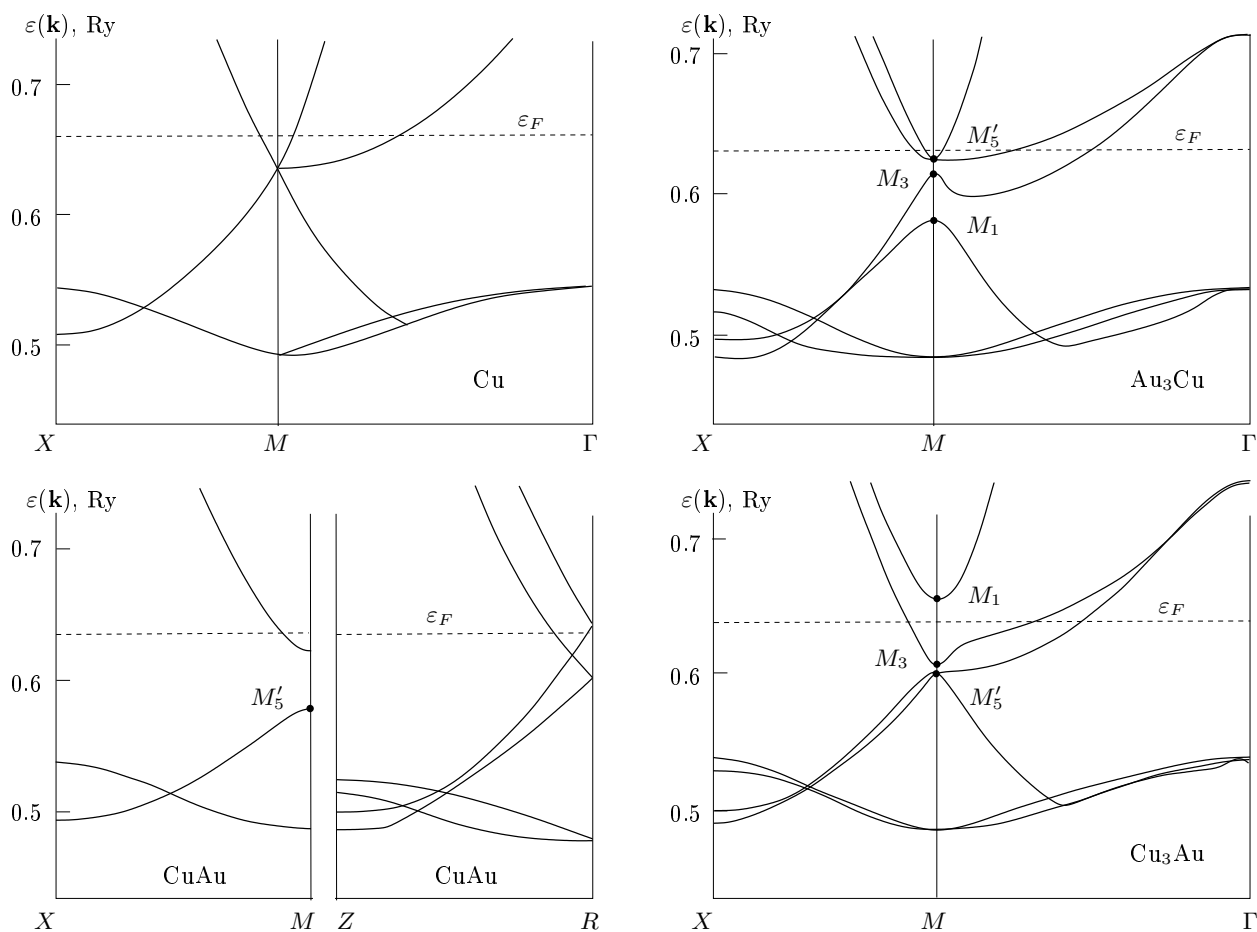 ε(k), Ry
0.7
0.6
0.5
ε_F
Cu
X
M
Γ
ε(k), Ry
0.7
0.6
0.5
M′₅
M₃
M₁
ε_F
Au₃Cu
X
M
Γ
ε(k), Ry
0.7
0.6
0.5
M′₅
ε_F
CuAu
CuAu
X
M
Z
R
ε(k), Ry
0.7
0.6
0.5
M₁
M₃
M′₅
ε_F
Cu₃Au
X
M
Γ